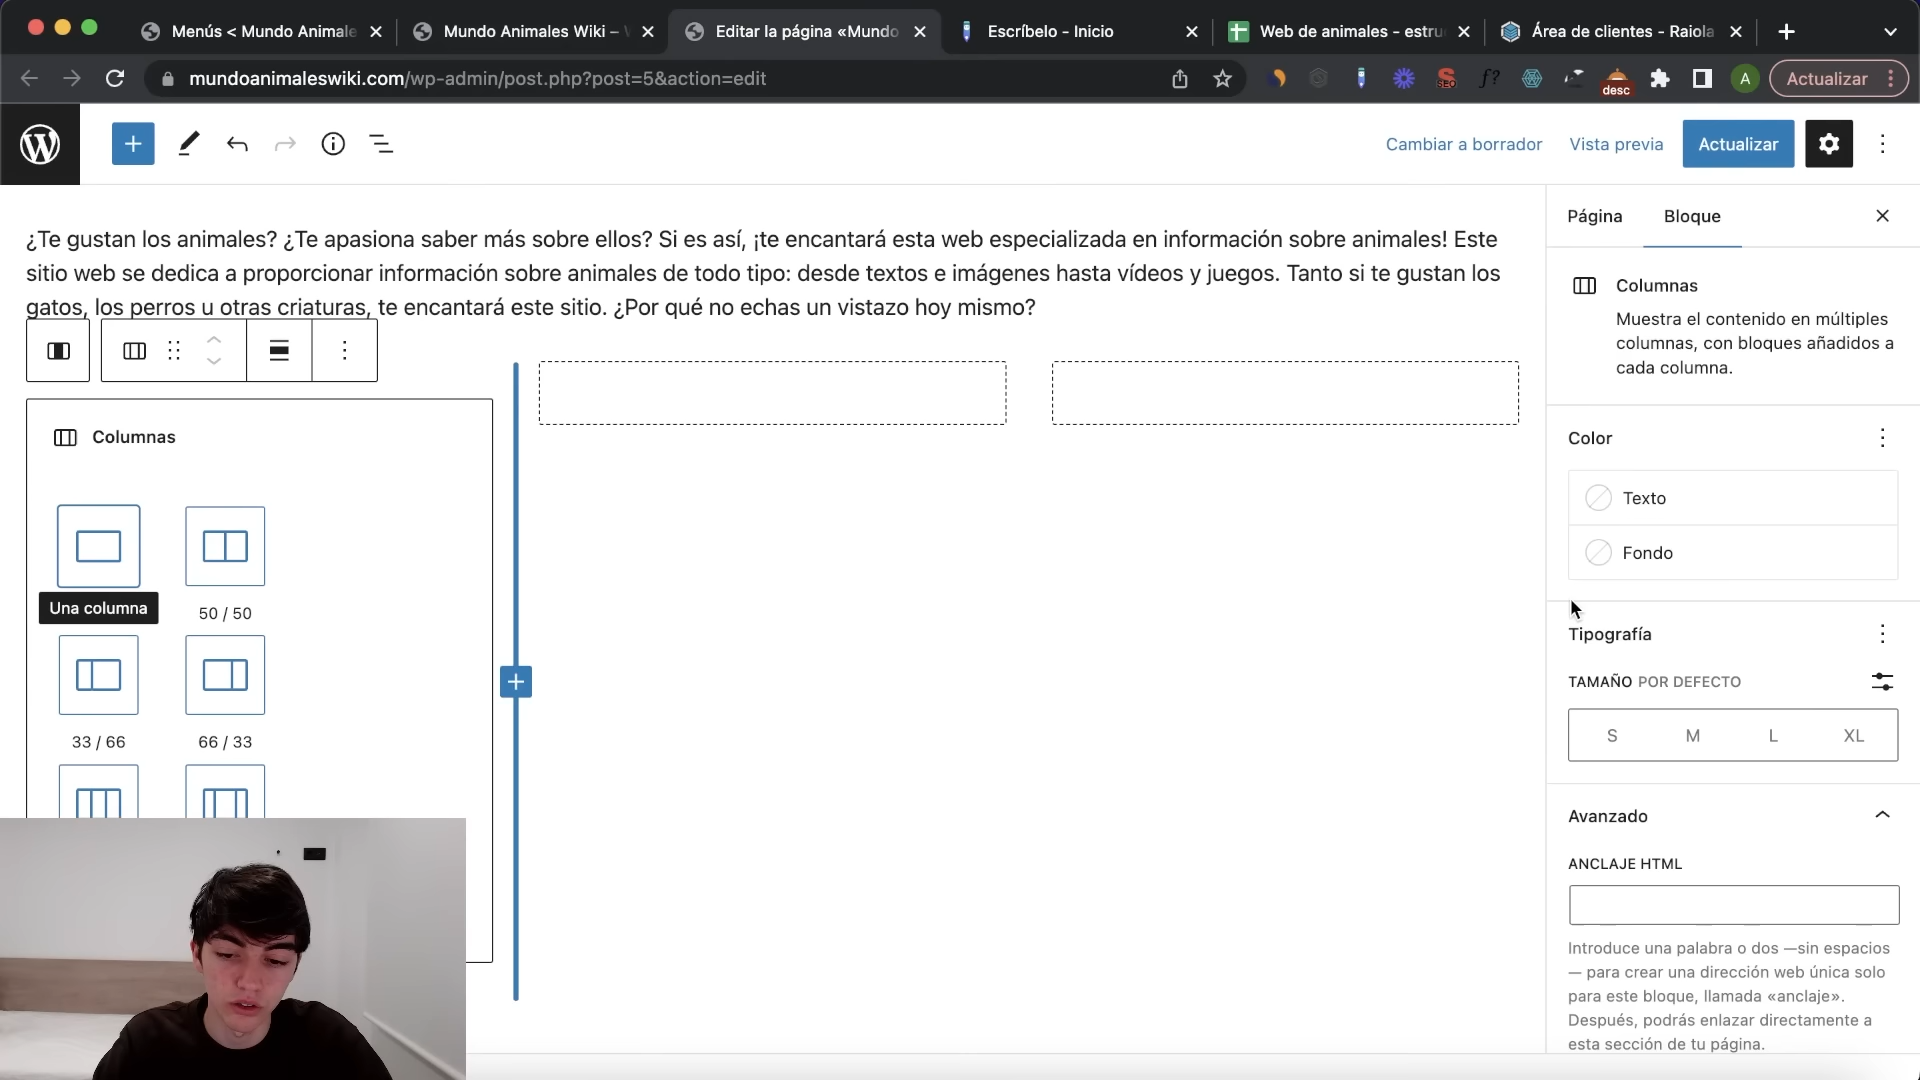 Menús < Mundo Animale
Mundo Animales Wiki –
Editar la página «Mundo
Escríbelo - Inicio
Web de animales - estru
Área de clientes - Raiola
mundoanimaleswiki.com/wp-admin/post.php?post=5&action=edit
SEO
f?
desc
A
Actualizar
Cambiar a borrador
Vista previa
Actualizar
¿Te gustan los animales? ¿Te apasiona saber más sobre ellos? Si es así, ¡te encantará esta web especializada en información sobre animales! Este
sitio web se dedica a proporcionar información sobre animales de todo tipo: desde textos e imágenes hasta vídeos y juegos. Tanto si te gustan los
gatos, los perros u otras criaturas, te encantará este sitio. ¿Por qué no echas un vistazo hoy mismo?
Columnas
Una columna
50 / 50
33 / 66
66 / 33
Página
Bloque
Columnas
Muestra el contenido en múltiples
columnas, con bloques añadidos a
cada columna.
Color
Texto
Fondo
Tipografía
TAMAÑO POR DEFECTO
S
M
L
XL
Avanzado
ANCLAJE HTML
Introduce una palabra o dos —sin espacios
— para crear una dirección web única solo
para este bloque, llamada «anclaje».
Después, podrás enlazar directamente a
esta sección de tu página.